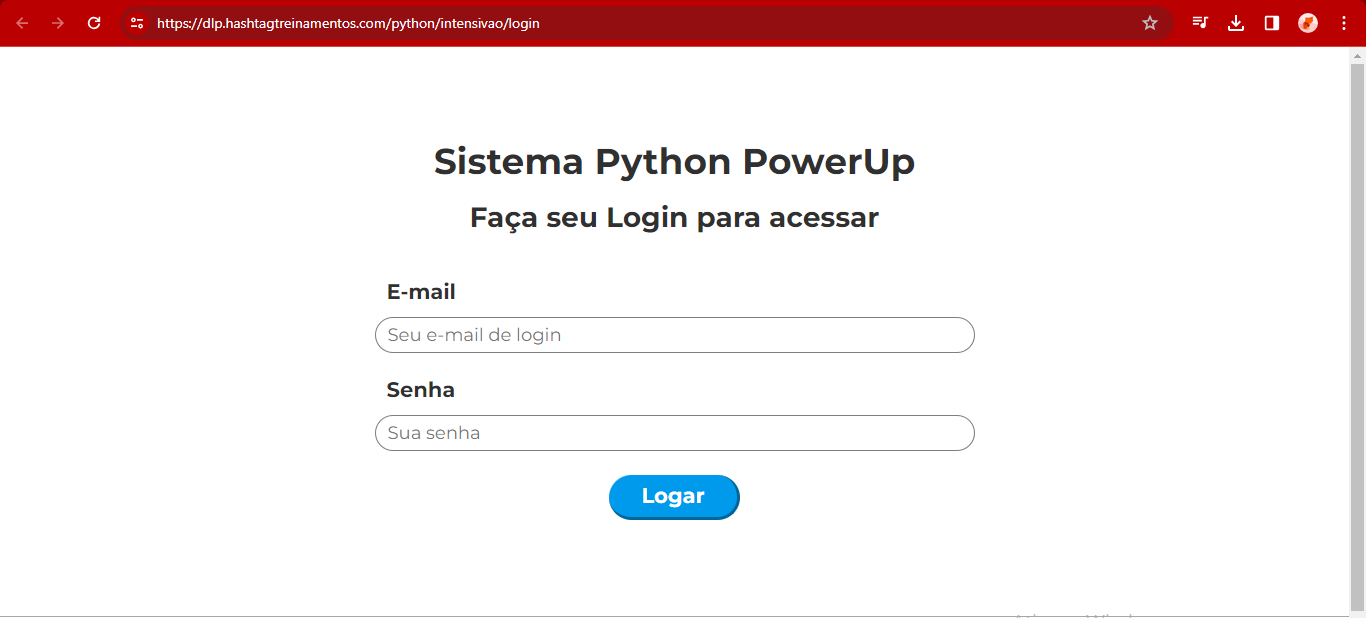 https://dlp.hashtagtreinamentos.com/python/intensivao/login
Sistema Python PowerUp
Faça seu Login para acessar
E-mail
Seu e-mail de login
Senha
Sua senha
Logar